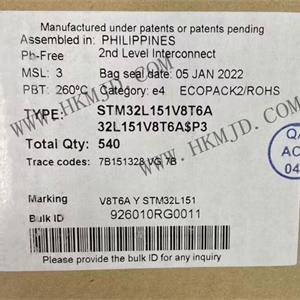 Manufactured under patents or patents pending
Assembled in: PHILIPPINES
Pb-Free 2nd Level Interconnect
MSL: 3 Bag seal date: 05 JAN 2022
PBT: 260°C Category: e4 ECOPACK2/ROHS
TYPE: STM32L151V8T6A
32L151V8T6A$P3
Total Qty: 540
Trace codes: 7B151328 VG 7B
Marking V8T6A Y STM32L151
Bulk ID 926010RG0011
Please provide the bulk ID for any inquiry
QA
AC
04
WWW.HKMJD.COM